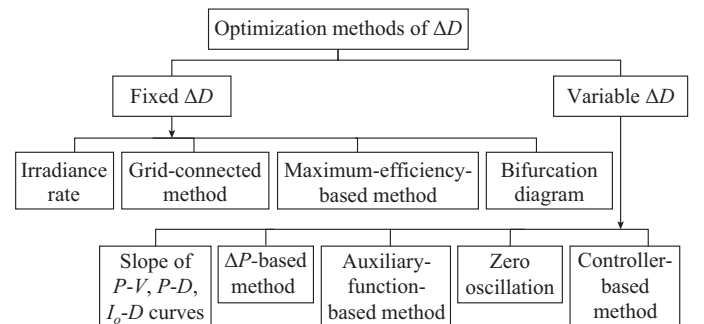 Optimization methods of ΔD
Fixed ΔD
Variable ΔD
Irradiance
rate
Grid-connected
method
Maximum-efficiency-
based method
Bifurcation
diagram
Slope of
P-V, P-D,
Iₒ-D curves
ΔP-based
method
Auxiliary-
function-
based method
Zero
oscillation
Controller-
based
method